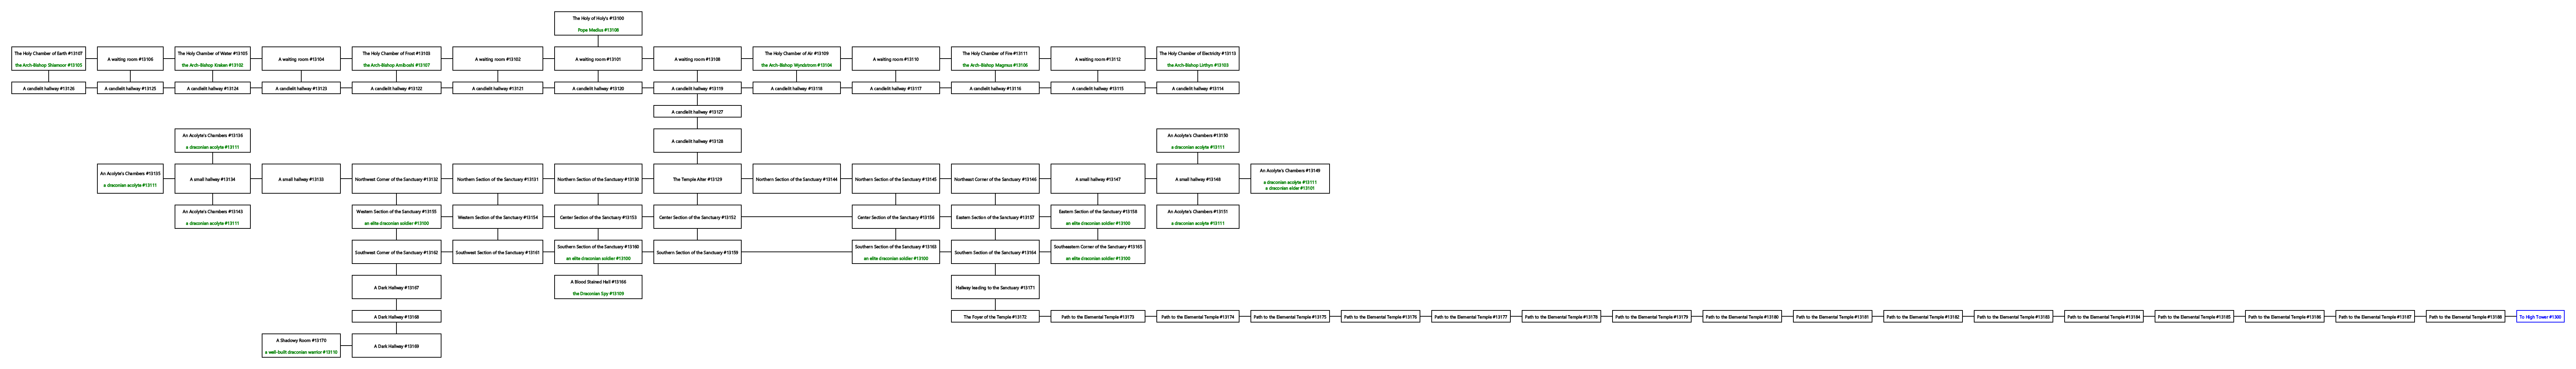 The Holy of Holy's #13100
Pope Medius #13108
The Holy Chamber of Earth #13107
the Arch-Bishop Shiamoor #13105
A waiting room #13106
The Holy Chamber of Water #13105
the Arch-Bishop Kraken #13102
A waiting room #13104
The Holy Chamber of Frost #13103
the Arch-Bishop Amiboshi #13107
A waiting room #13102
A waiting room #13101
A waiting room #13108
The Holy Chamber of Air #13109
the Arch-Bishop Wyndstrom #13104
A waiting room #13110
The Holy Chamber of Fire #13111
the Arch-Bishop Magmus #13106
A waiting room #13112
The Holy Chamber of Electricity #13113
the Arch-Bishop Lirthyn #13103
A candlelit hallway #13126
A candlelit hallway #13125
A candlelit hallway #13124
A candlelit hallway #13123
A candlelit hallway #13122
A candlelit hallway #13121
A candlelit hallway #13120
A candlelit hallway #13119
A candlelit hallway #13118
A candlelit hallway #13117
A candlelit hallway #13116
A candlelit hallway #13115
A candlelit hallway #13114
A candlelit hallway #13127
An Acolyte's Chambers #13136
a draconian acolyte #13111
A candlelit hallway #13128
An Acolyte's Chambers #13150
a draconian acolyte #13111
An Acolyte's Chambers #13135
a draconian acolyte #13111
A small hallway #13134
A small hallway #13133
Northwest Corner of the Sanctuary #13132
Northern Section of the Sanctuary #13131
Northern Section of the Sanctuary #13130
The Temple Alter #13129
Northern Section of the Sanctuary #13144
Northern Section of the Sanctuary #13145
Northeast Corner of the Sanctuary #13146
A small hallway #13147
A small hallway #13148
An Acolyte's Chambers #13149
a draconian acolyte #13111
a draconian alder #13101
An Acolyte's Chambers #13143
a draconian acolyte #13111
Western Section of the Sanctuary #13155
an elite draconian soldier #13100
Western Section of the Sanctuary #13154
Center Section of the Sanctuary #13153
Center Section of the Sanctuary #13152
Center Section of the Sanctuary #13156
Eastern Section of the Sanctuary #13157
Eastern Section of the Sanctuary #13158
an elite draconian soldier #13100
An Acolyte's Chambers #13151
a draconian acolyte #13111
Southwest Corner of the Sanctuary #13162
Southwest Section of the Sanctuary #13161
Southern Section of the Sanctuary #13160
an elite draconian soldier #13100
Southern Section of the Sanctuary #13159
Southern Section of the Sanctuary #13163
an elite draconian soldier #13100
Southern Section of the Sanctuary #13164
Southeastern Corner of the Sanctuary #13165
an elite draconian soldier #13100
A Dark Hallway #13167
A Blood Stained Hall #13166
the Draconian Spy #13109
Hallway leading to the Sanctuary #13171
A Dark Hallway #13168
The Foyer of the Temple #13172
Path to the Elemental Temple #13173
Path to the Elemental Temple #13174
Path to the Elemental Temple #13175
Path to the Elemental Temple #13176
Path to the Elemental Temple #13177
Path to the Elemental Temple #13178
Path to the Elemental Temple #13179
Path to the Elemental Temple #13180
Path to the Elemental Temple #13181
Path to the Elemental Temple #13182
Path to the Elemental Temple #13183
Path to the Elemental Temple #13184
Path to the Elemental Temple #13185
Path to the Elemental Temple #13186
Path to the Elemental Temple #13187
Path to the Elemental Temple #13188
To High Tower #1300
A Shadowy Room #13170
a well-built draconian warrior #13110
A Dark Hallway #13169